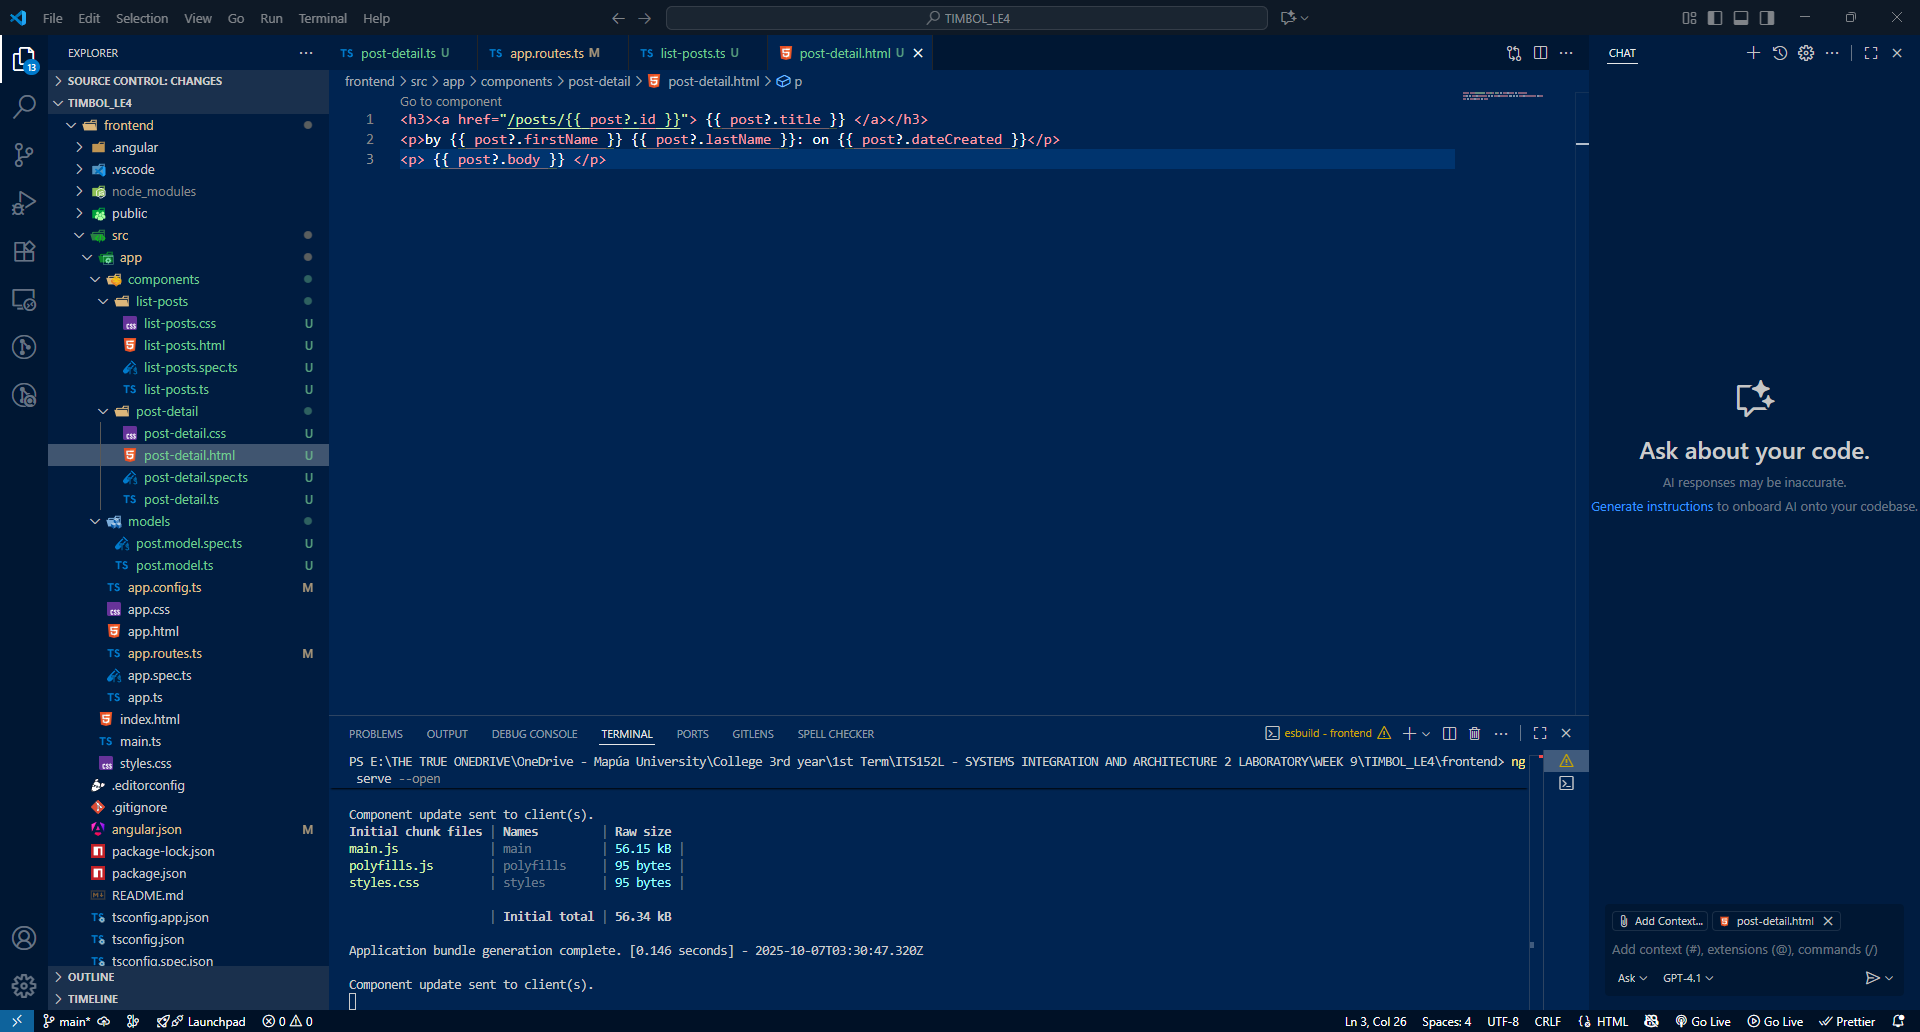 File Edit Selection View Go Run Terminal Help
TIMBOL_LE4
EXPLORER
13
SOURCE CONTROL: CHANGES
TIMBOL_LE4
frontend
.angular
.vscode
node_modules
public
src
app
components
list-posts
list-posts.css U
list-posts.html U
list-posts.spec.ts U
TS list-posts.ts U
post-detail
post-detail.css U
post-detail.html U
post-detail.spec.ts U
TS post-detail.ts U
models
post.model.spec.ts U
TS post.model.ts U
TS app.config.ts M
app.css
app.html
TS app.routes.ts M
app.spec.ts
TS app.ts
index.html
TS main.ts
styles.css
.editorconfig
.gitignore
angular.json M
package-lock.json
package.json
README.md
tsconfig.app.json
tsconfig.json
tsconfig.spec.json
OUTLINE
TIMELINE
TS post-detail.ts U
TS app.routes.ts M
TS list-posts.ts U
post-detail.html U
frontend > src > app > components > post-detail > post-detail.html > p
Go to component
1 <h3><a href="/posts/{{ post?.id }}"> {{ post?.title }} </a></h3>
2 <p>by {{ post?.firstName }} {{ post?.lastName }}: on {{ post?.dateCreated }}</p>
3 <p> {{ post?.body }} </p>
PROBLEMS OUTPUT DEBUG CONSOLE TERMINAL PORTS GITLENS SPELL CHECKER
esbuild - frontend
PS E:\THE TRUE ONEDRIVE\OneDrive - Mapúa University\College 3rd year\1st Term\ITS152L - SYSTEMS INTEGRATION AND ARCHITECTURE 2 LABORATORY\WEEK 9\TIMBOL_LE4\frontend> ng
serve --open
Component update sent to client(s).
Initial chunk files | Names | Raw size
main.js | main | 56.15 kB |
polyfills.js | polyfills | 95 bytes |
styles.css | styles | 95 bytes |
| Initial total | 56.34 kB
Application bundle generation complete. [0.146 seconds] - 2025-10-07T03:30:47.320Z
Component update sent to client(s).
CHAT
Ask about your code.
AI responses may be inaccurate.
Generate instructions to onboard AI onto your codebase.
Add Context...
post-detail.html
Add context (#), extensions (@), commands (/)
Ask GPT-4.1
main* Launchpad 0 0
Ln 3, Col 26 Spaces: 4 UTF-8 CRLF HTML Go Live Go Live Prettier